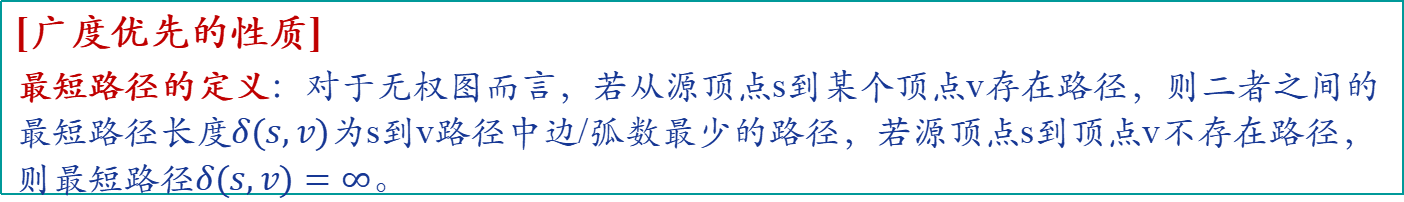 [广度优先的性质]
最短路径的定义：对于无权图而言，若从源顶点s到某个顶点v存在路径，则二者之间的
最短路径长度δ(s, v)为s到v路径中边/弧数最少的路径，若源顶点s到顶点v不存在路径，
则最短路径δ(s, v) = ∞。